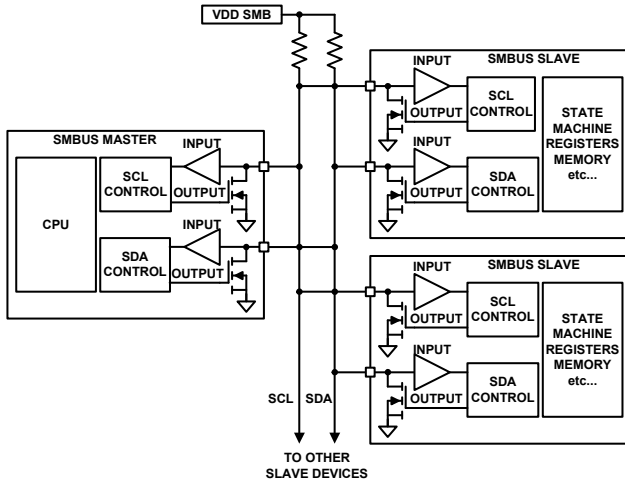 VDD SMB
SMBUS MASTER
CPU
SCL
CONTROL
INPUT
OUTPUT
SDA
CONTROL
INPUT
OUTPUT
SCL
SDA
TO OTHER
SLAVE DEVICES
SMBUS SLAVE
INPUT
OUTPUT
SCL
CONTROL
INPUT
OUTPUT
SDA
CONTROL
STATE
MACHINE
REGISTERS
MEMORY
etc...
SMBUS SLAVE
INPUT
OUTPUT
SCL
CONTROL
INPUT
OUTPUT
SDA
CONTROL
STATE
MACHINE
REGISTERS
MEMORY
etc...